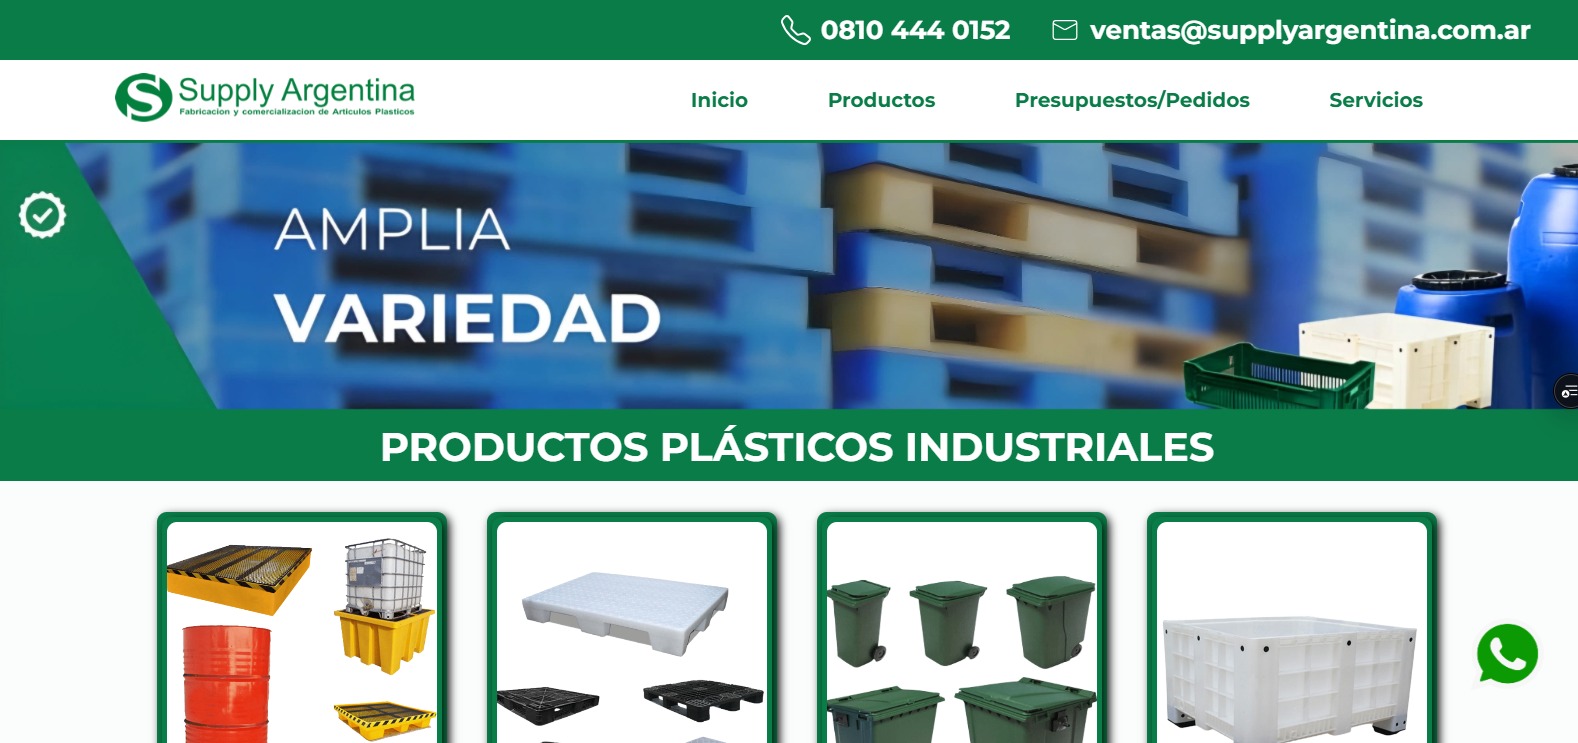 0810 444 0152 ventas@supplyargentina.com.ar
Supply Argentina
Fabricacion y comercializacion de Articulos Plasticos
Inicio Productos Presupuestos/Pedidos Servicios
AMPLIA
VARIEDAD
PRODUCTOS PLÁSTICOS INDUSTRIALES